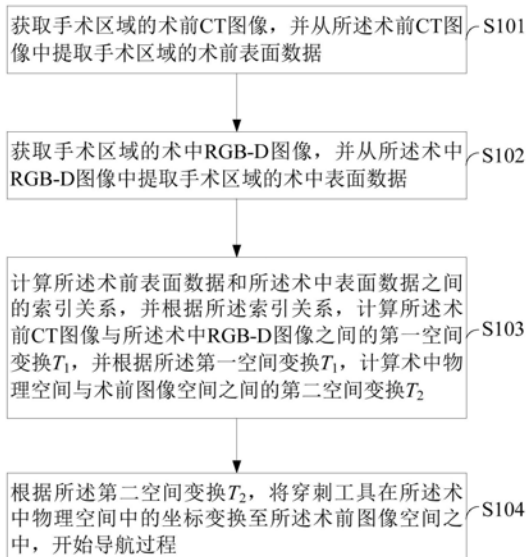 获取手术区域的术前CT图像，并从所述术前CT图
像中提取手术区域的术前表面数据
S101
获取手术区域的术中RGB-D图像，并从所述术中
RGB-D图像中提取手术区域的术中表面数据
S102
计算所述术前表面数据和所述术中表面数据之间
的索引关系，并根据所述索引关系，计算所述术
前CT图像与所述术中RGB-D图像之间的第一空间
变换T₁，并根据所述第一空间变换T₁，计算术中物
理空间与术前图像空间之间的第二空间变换T₂
S103
根据所述第二空间变换T₂，将穿刺工具在所述术
中物理空间中的坐标变换至所述术前图像空间之
中，开始导航过程
S104